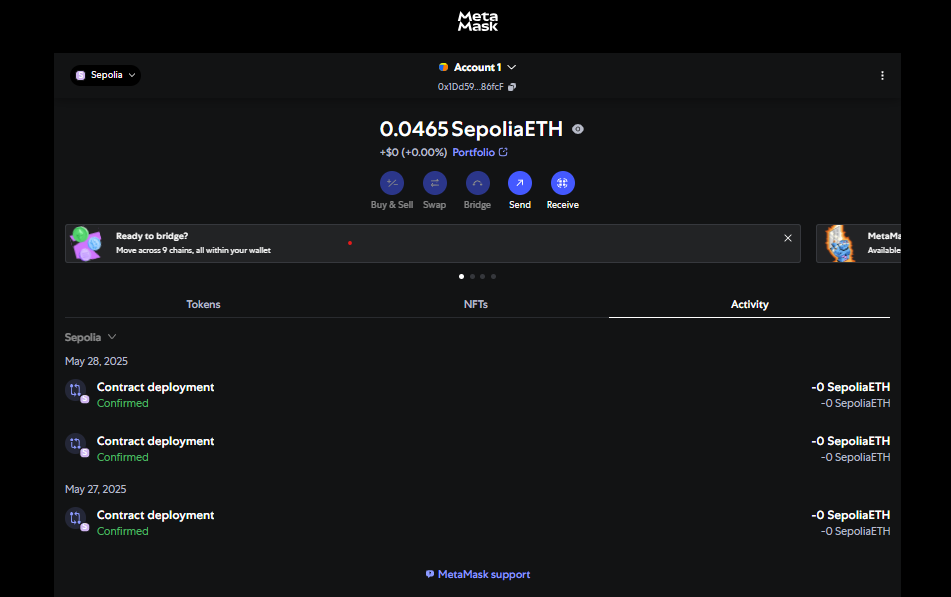 Meta
Mask
Sepolia
Account 1
0x1Dd59...86fcF
0.0465 SepoliaETH
+$0 (+0.00%) Portfolio
Buy & Sell
Swap
Bridge
Send
Receive
Ready to bridge?
Move across 9 chains, all within your wallet
MetaMa
Available
Tokens
NFTs
Activity
Sepolia
May 28, 2025
Contract deployment
-0 SepoliaETH
Confirmed
-0 SepoliaETH
Contract deployment
-0 SepoliaETH
Confirmed
-0 SepoliaETH
May 27, 2025
Contract deployment
-0 SepoliaETH
Confirmed
-0 SepoliaETH
MetaMask support